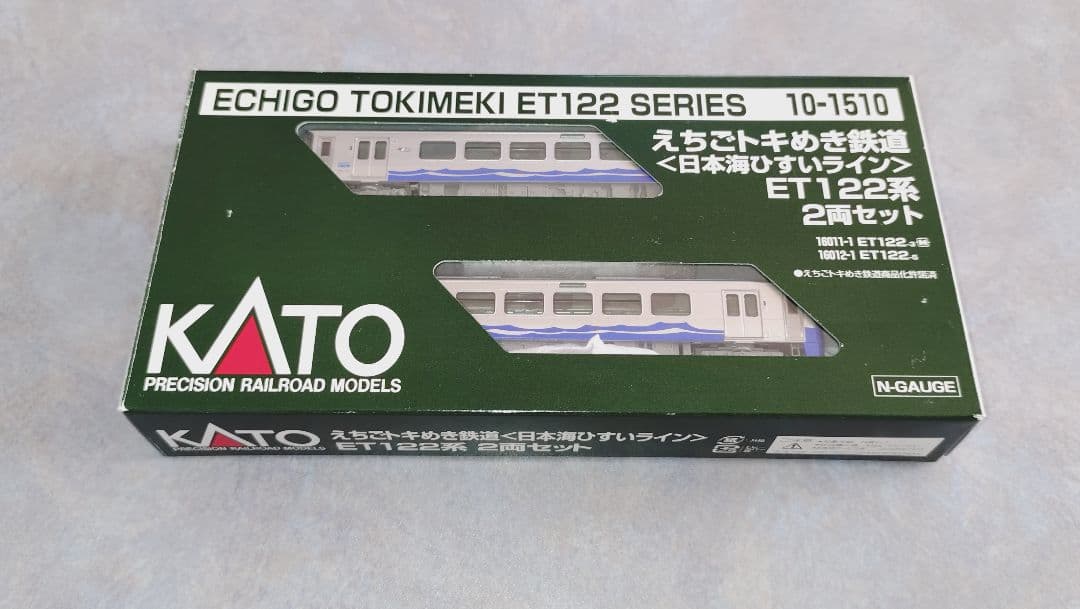 ECHIGO TOKIMEKI ET122 SERIES 10-1510
えちごトキめき鉄道
<日本海ひすいライン>
ET122系
2両セット
16011-1 ET122-3
16012-1 ET122-6
●えちごトキめき鉄道商品化許諾済
KATO
PRECISION RAILROAD MODELS
N-GAUGE
KATO
PRECISION RAILROAD MODELS
えちごトキめき鉄道<日本海ひすいライン>
ET122系 2両セット